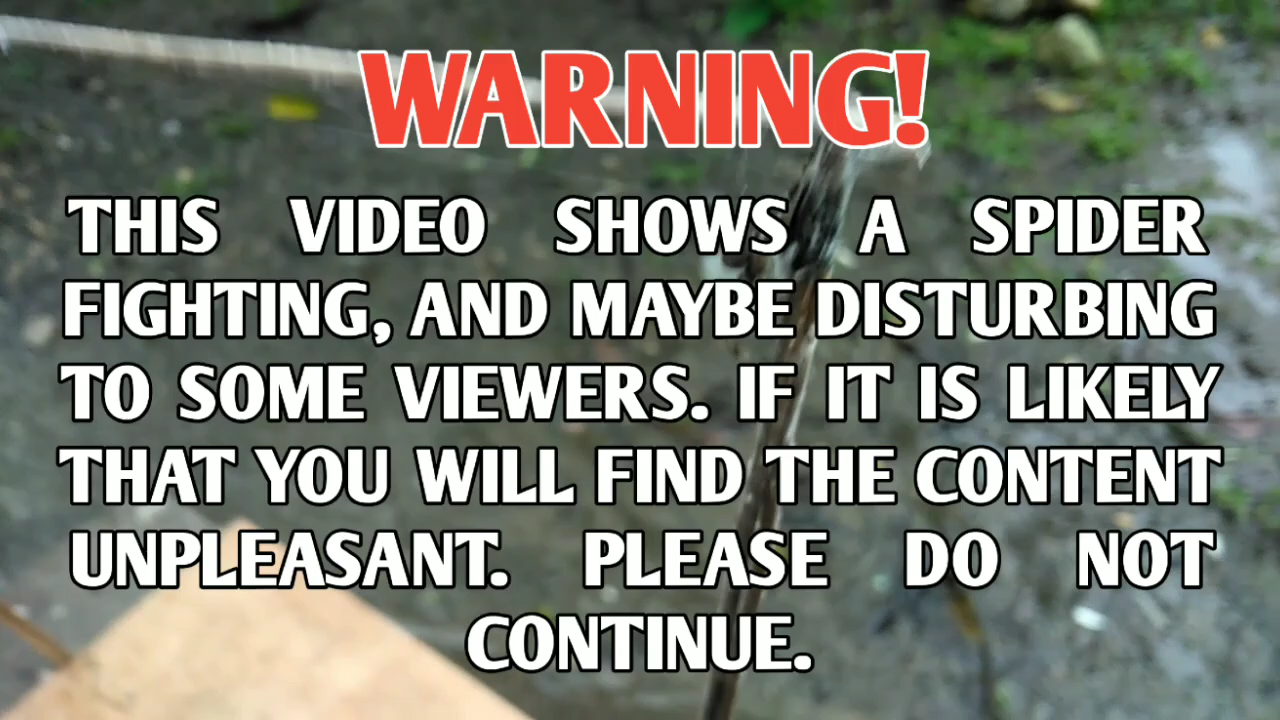 WARNING!
THIS VIDEO SHOWS A SPIDER
FIGHTING, AND MAYBE DISTURBING
TO SOME VIEWERS. IF IT IS LIKELY
THAT YOU WILL FIND THE CONTENT
UNPLEASANT. PLEASE DO NOT
CONTINUE.